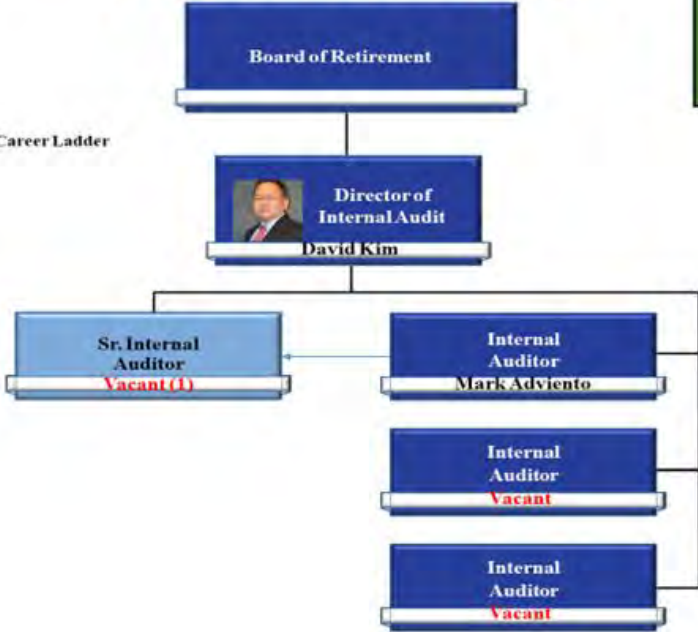 Board of Retirement
Career Ladder
Director of
Internal Audit
David Kim
Sr. Internal
Auditor
Vacant (1)
Internal
Auditor
Mark Adviento
Internal
Auditor
Vacant
Internal
Auditor
Vacant